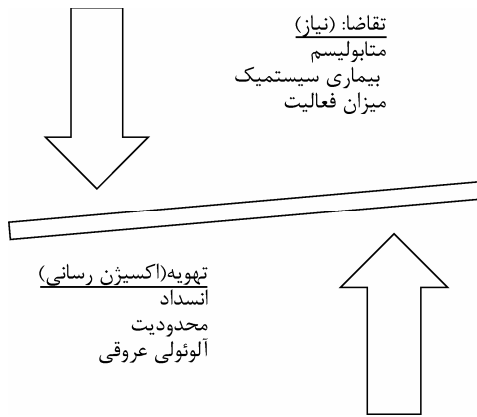 تقاضا: (نیاز)
متابولیسم
بیماری سیستمیک
میزان فعالیت
تهویه(اکسیژن رسانی)
انسداد
محدودیت
آلوئولی عروقی